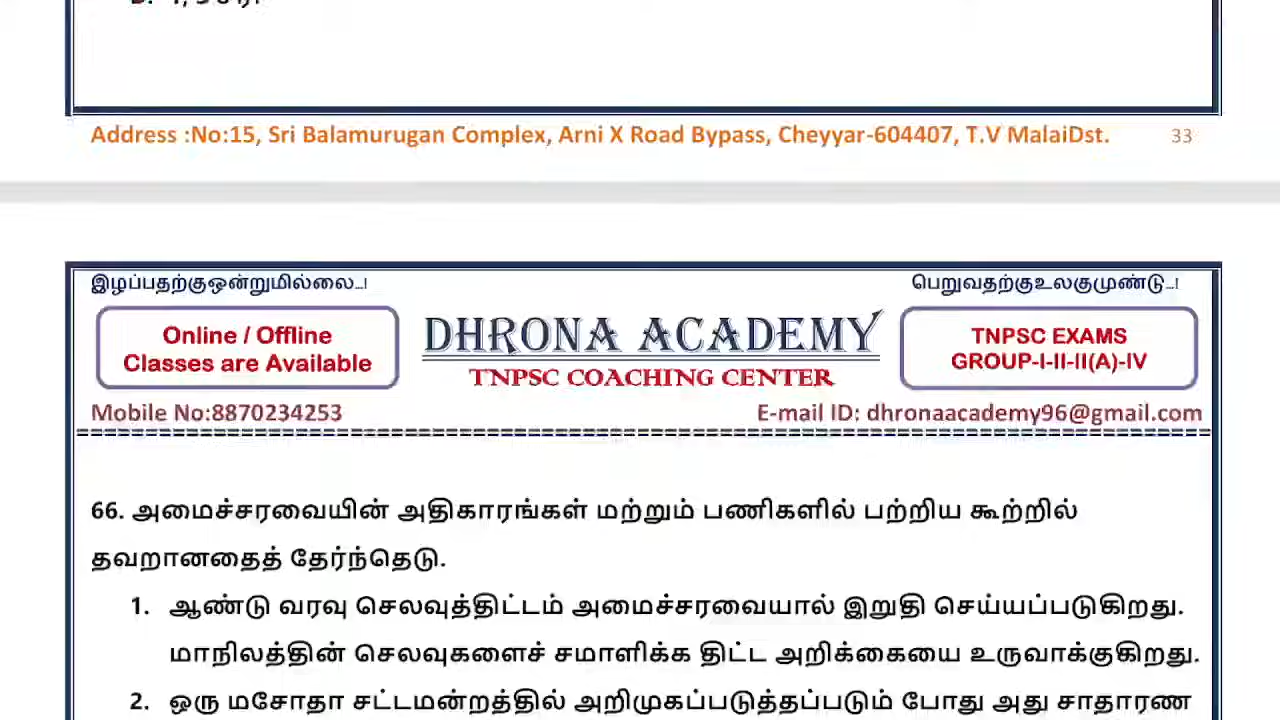 Address :No:15, Sri Balamurugan Complex, Arni X Road Bypass, Cheyyar-604407, T.V MalaiDst. 33
இழப்பதற்குஒன்றுமில்லை...! பெறுவதற்குஉலகுமுண்டு...!
Online / Offline
Classes are Available
DHRONA ACADEMY
TNPSC COACHING CENTER
TNPSC EXAMS
GROUP-I-II-II(A)-IV
Mobile No:8870234253 E-mail ID: dhronaacademy96@gmail.com
66. அமைச்சரவையின் அதிகாரங்கள் மற்றும் பணிகளில் பற்றிய கூற்றில்
தவறானதைத் தேர்ந்தெடு.
1. ஆண்டு வரவு செலவுத்திட்டம் அமைச்சரவையால் இறுதி செய்யப்படுகிறது.
மாநிலத்தின் செலவுகளைச் சமாளிக்க திட்ட அறிக்கையை உருவாக்குகிறது.
2. ஒரு மசோதா சட்டமன்றத்தில் அறிமுகப்படுத்தப்படும் போது அது சாதாரண